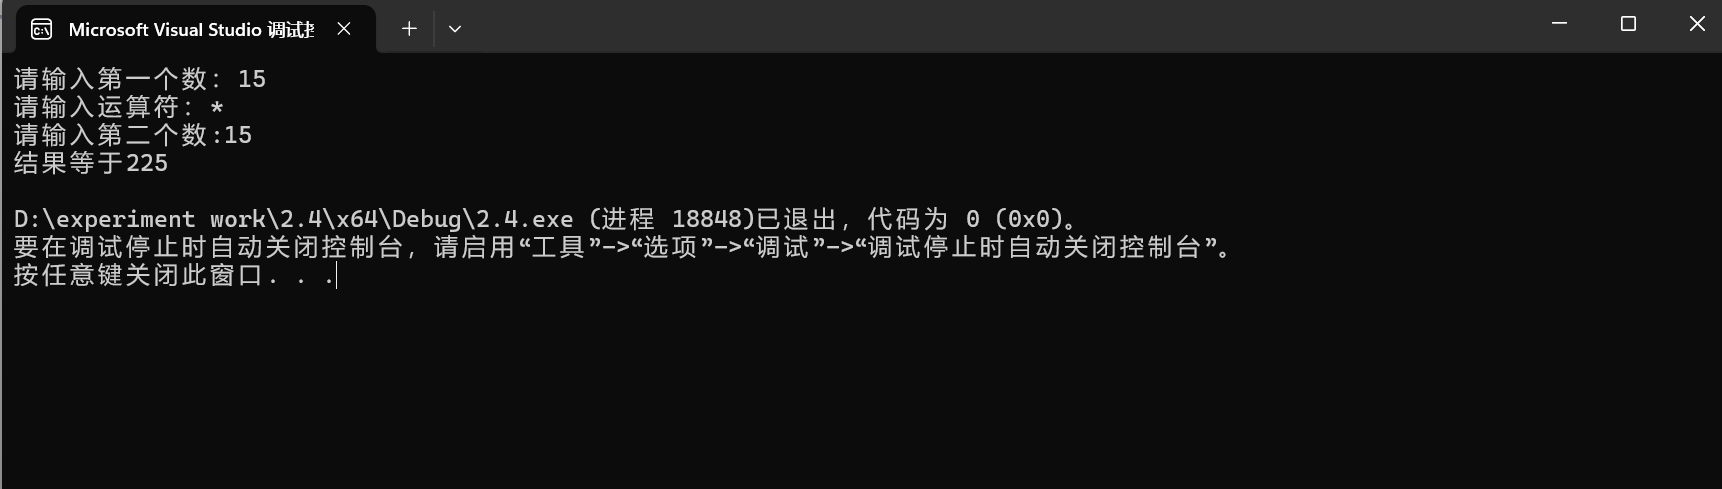 Microsoft Visual Studio 调试
请输入第一个数：15
请输入运算符：*
请输入第二个数:15
结果等于225
D:\experiment work\2.4\x64\Debug\2.4.exe (进程 18848)已退出，代码为 0 (0x0)。
要在调试停止时自动关闭控制台，请启用“工具”->“选项”->“调试”->“调试停止时自动关闭控制台”。
按任意键关闭此窗口. . .